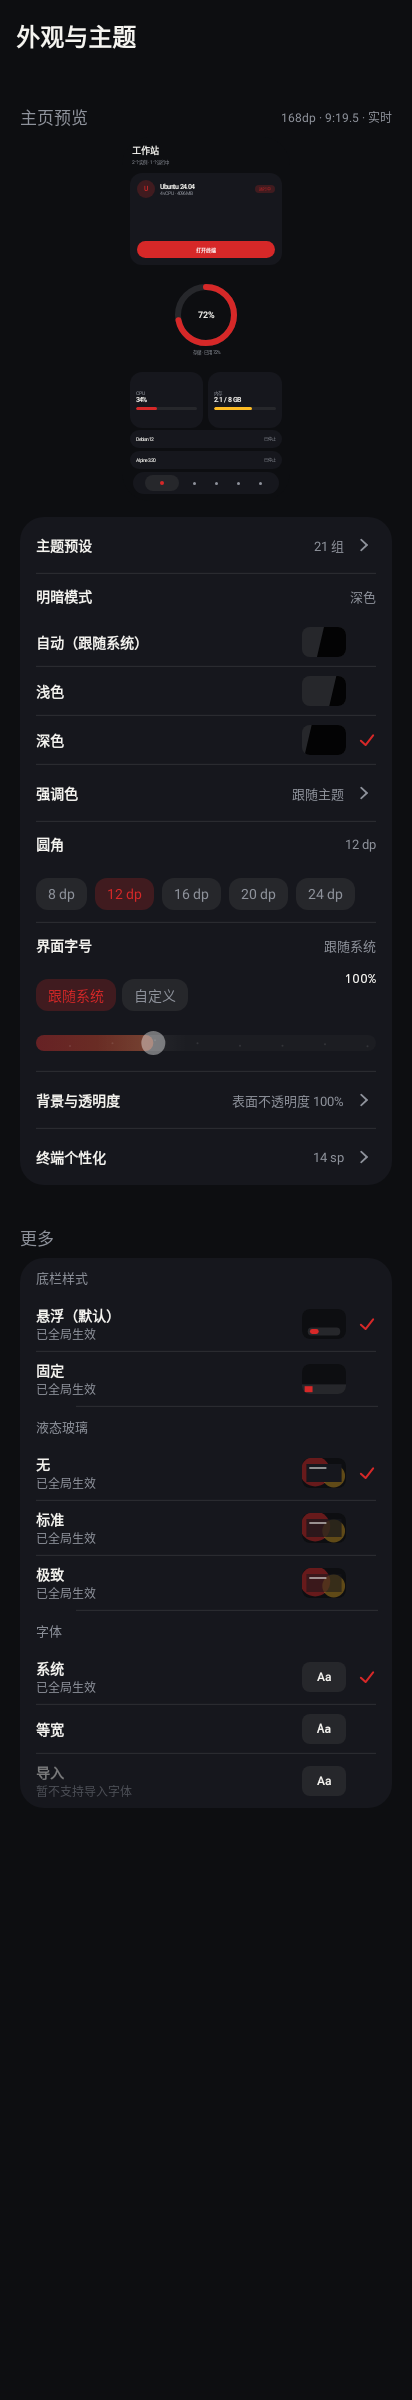 外观与主题
主页预览
168dp · 9:19.5 · 实时
工作站
Ubuntu 24.04
打开终端
72%
CPU
34%
内存
2.1 / 8 GB
Debian 12
Alpine 3.20
主题预设
21 组
明暗模式
深色
自动（跟随系统）
浅色
深色
强调色
跟随主题
圆角
12 dp
8 dp
12 dp
16 dp
20 dp
24 dp
界面字号
跟随系统
100%
跟随系统
自定义
背景与透明度
表面不透明度 100%
终端个性化
14 sp
更多
底栏样式
悬浮（默认）
已全局生效
固定
已全局生效
液态玻璃
无
已全局生效
标准
已全局生效
极致
已全局生效
字体
系统
已全局生效
Aa
等宽
Aa
导入
暂不支持导入字体
Aa